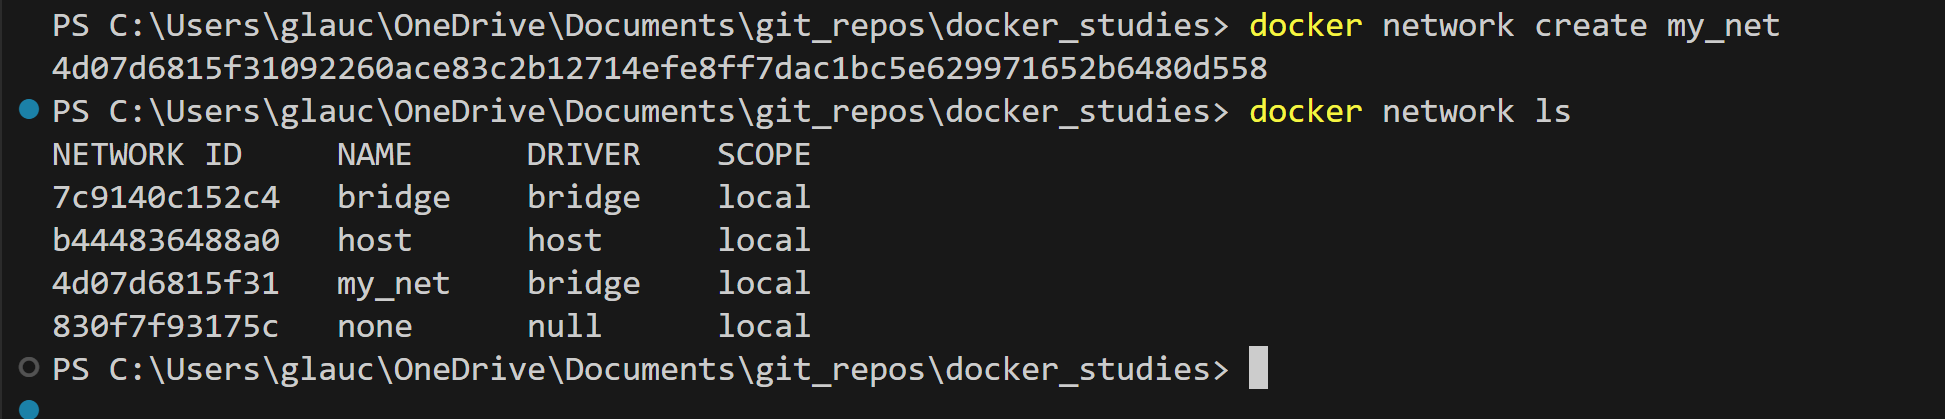 PS C:\Users\glauc\OneDrive\Documents\git_repos\docker_studies> docker network create my_net
4d07d6815f31092260ace83c2b12714efe8ff7dac1bc5e629971652b6480d558
PS C:\Users\glauc\OneDrive\Documents\git_repos\docker_studies> docker network ls
NETWORK ID     NAME      DRIVER    SCOPE
7c9140c152c4   bridge    bridge    local
b444836488a0   host      host      local
4d07d6815f31   my_net    bridge    local
830f7f93175c   none      null      local
PS C:\Users\glauc\OneDrive\Documents\git_repos\docker_studies>